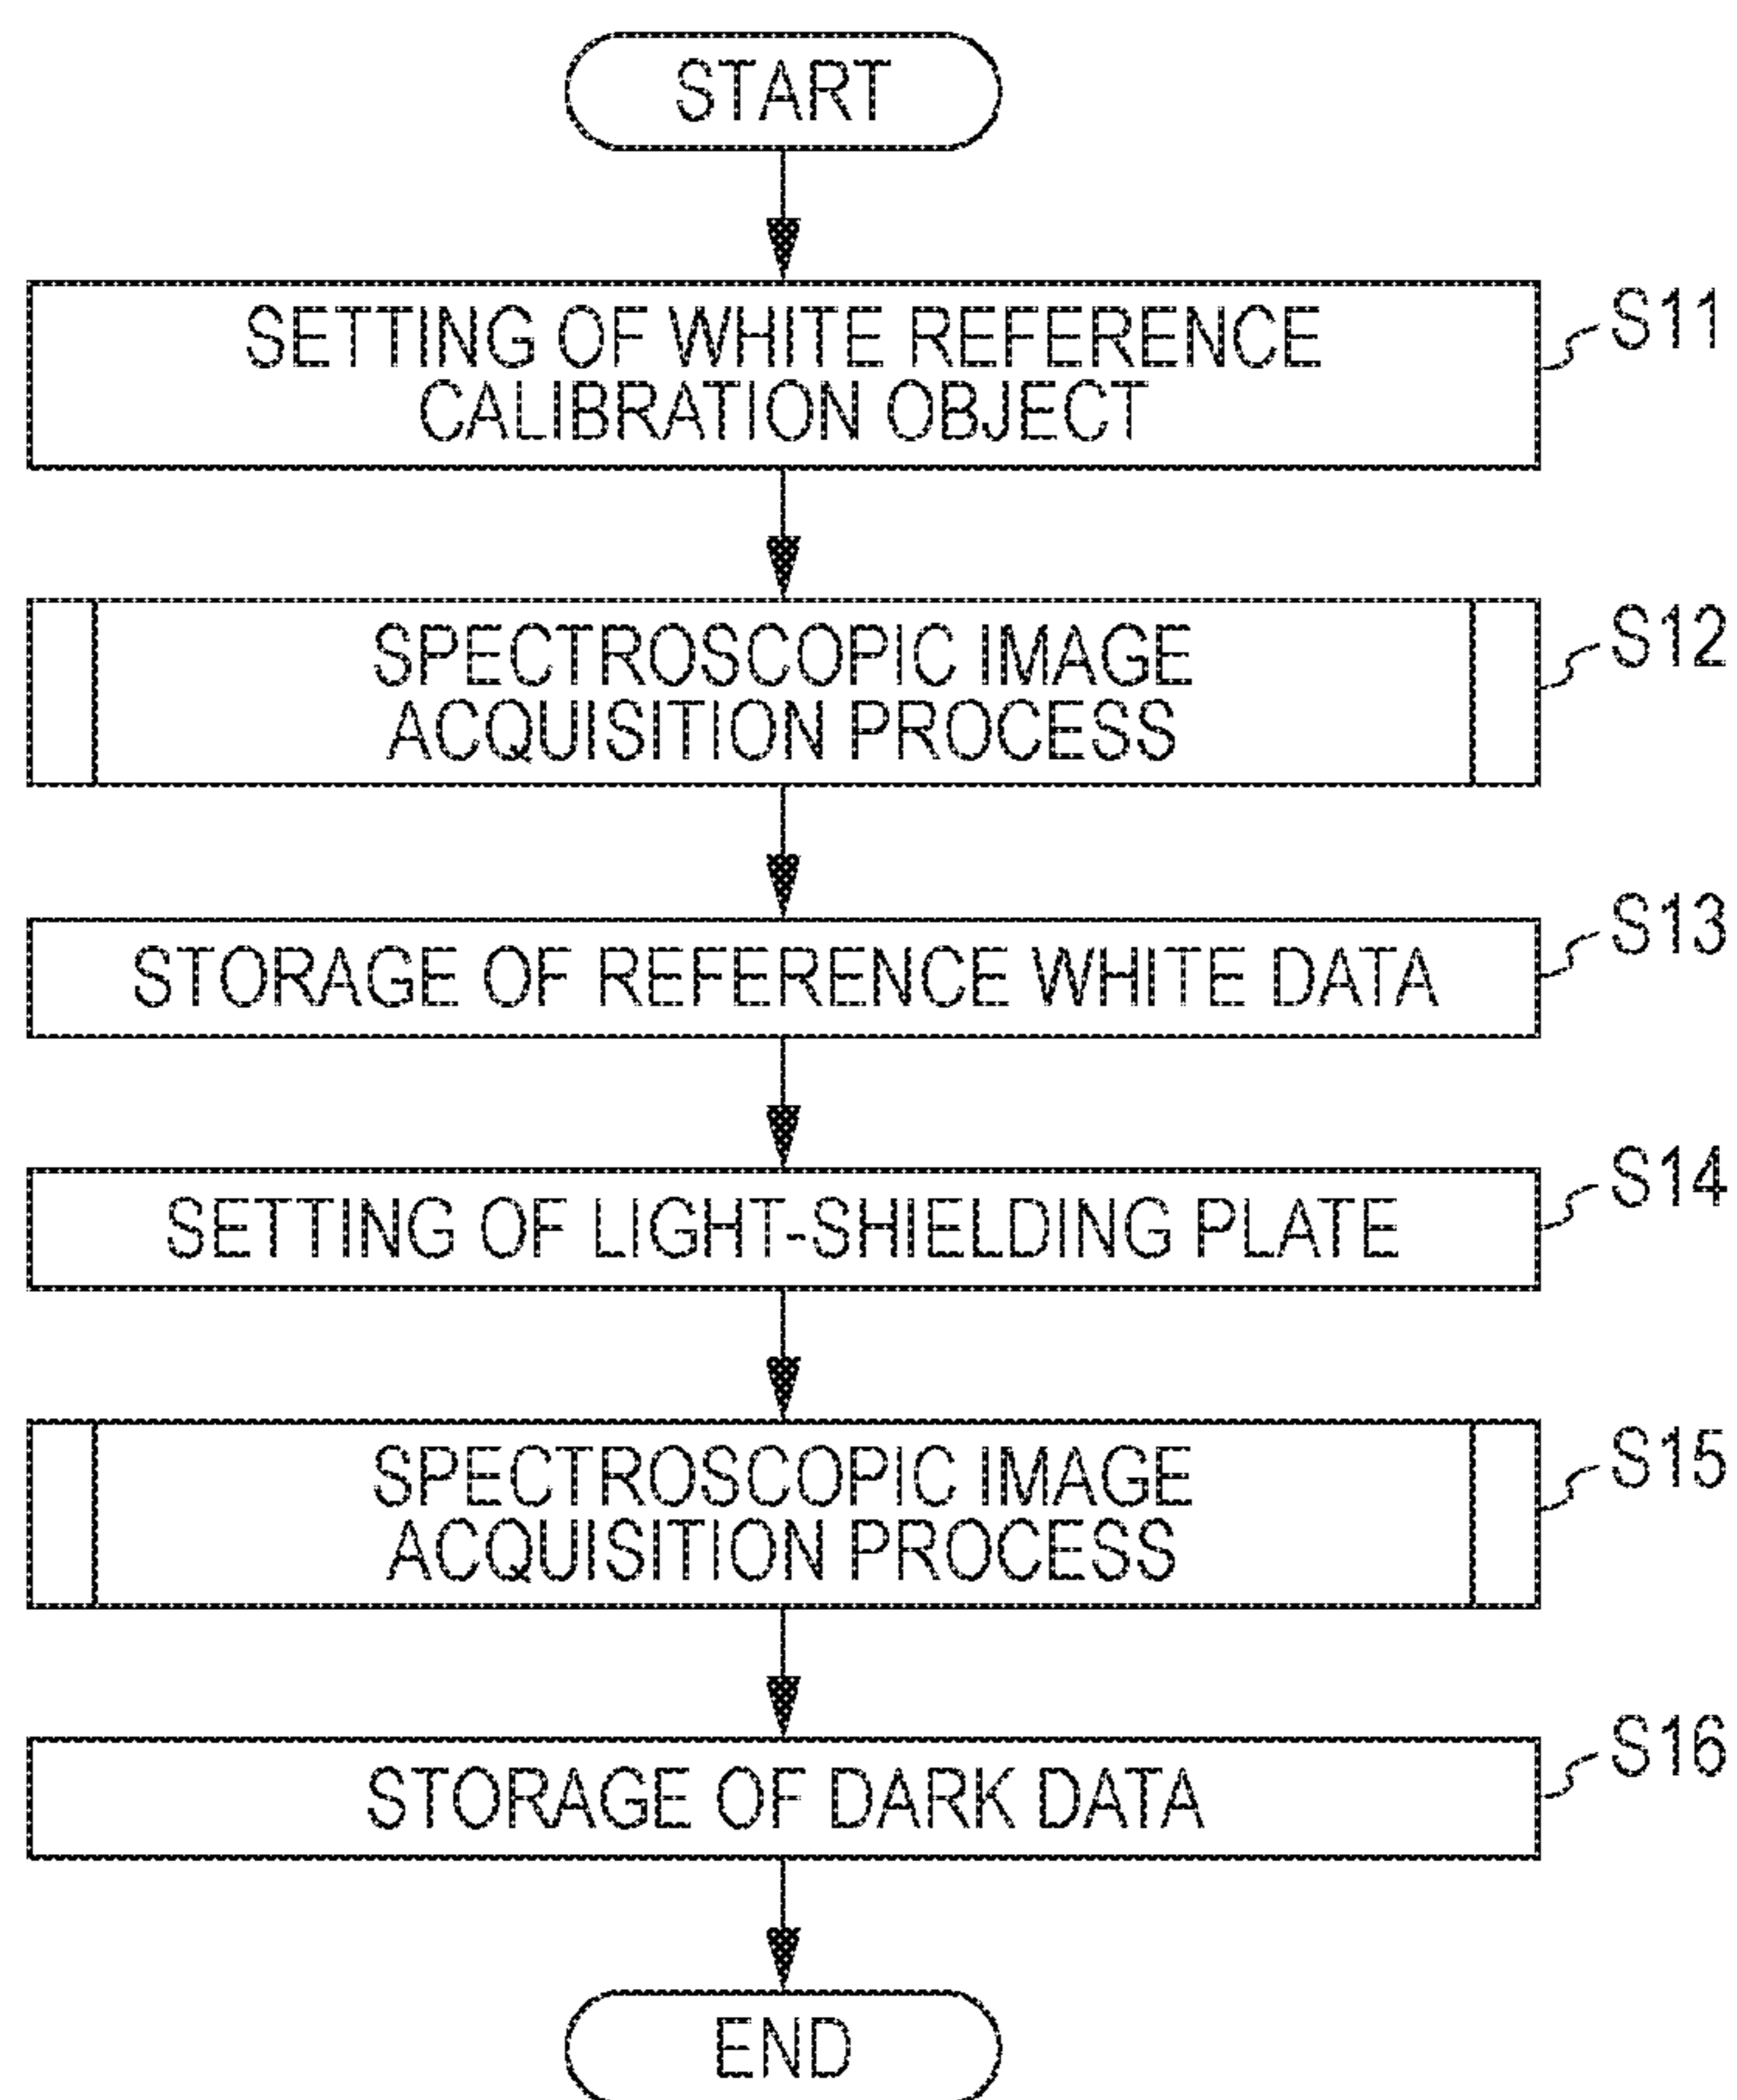 START
SETTING OF WHITE REFERENCE
CALIBRATION OBJECT
S11
SPECTROSCOPIC IMAGE
ACQUISITION PROCESS
S12
STORAGE OF REFERENCE WHITE DATA
S13
SETTING OF LIGHT-SHIELDING PLATE
S14
SPECTROSCOPIC IMAGE
ACQUISITION PROCESS
S15
STORAGE OF DARK DATA
S16
END